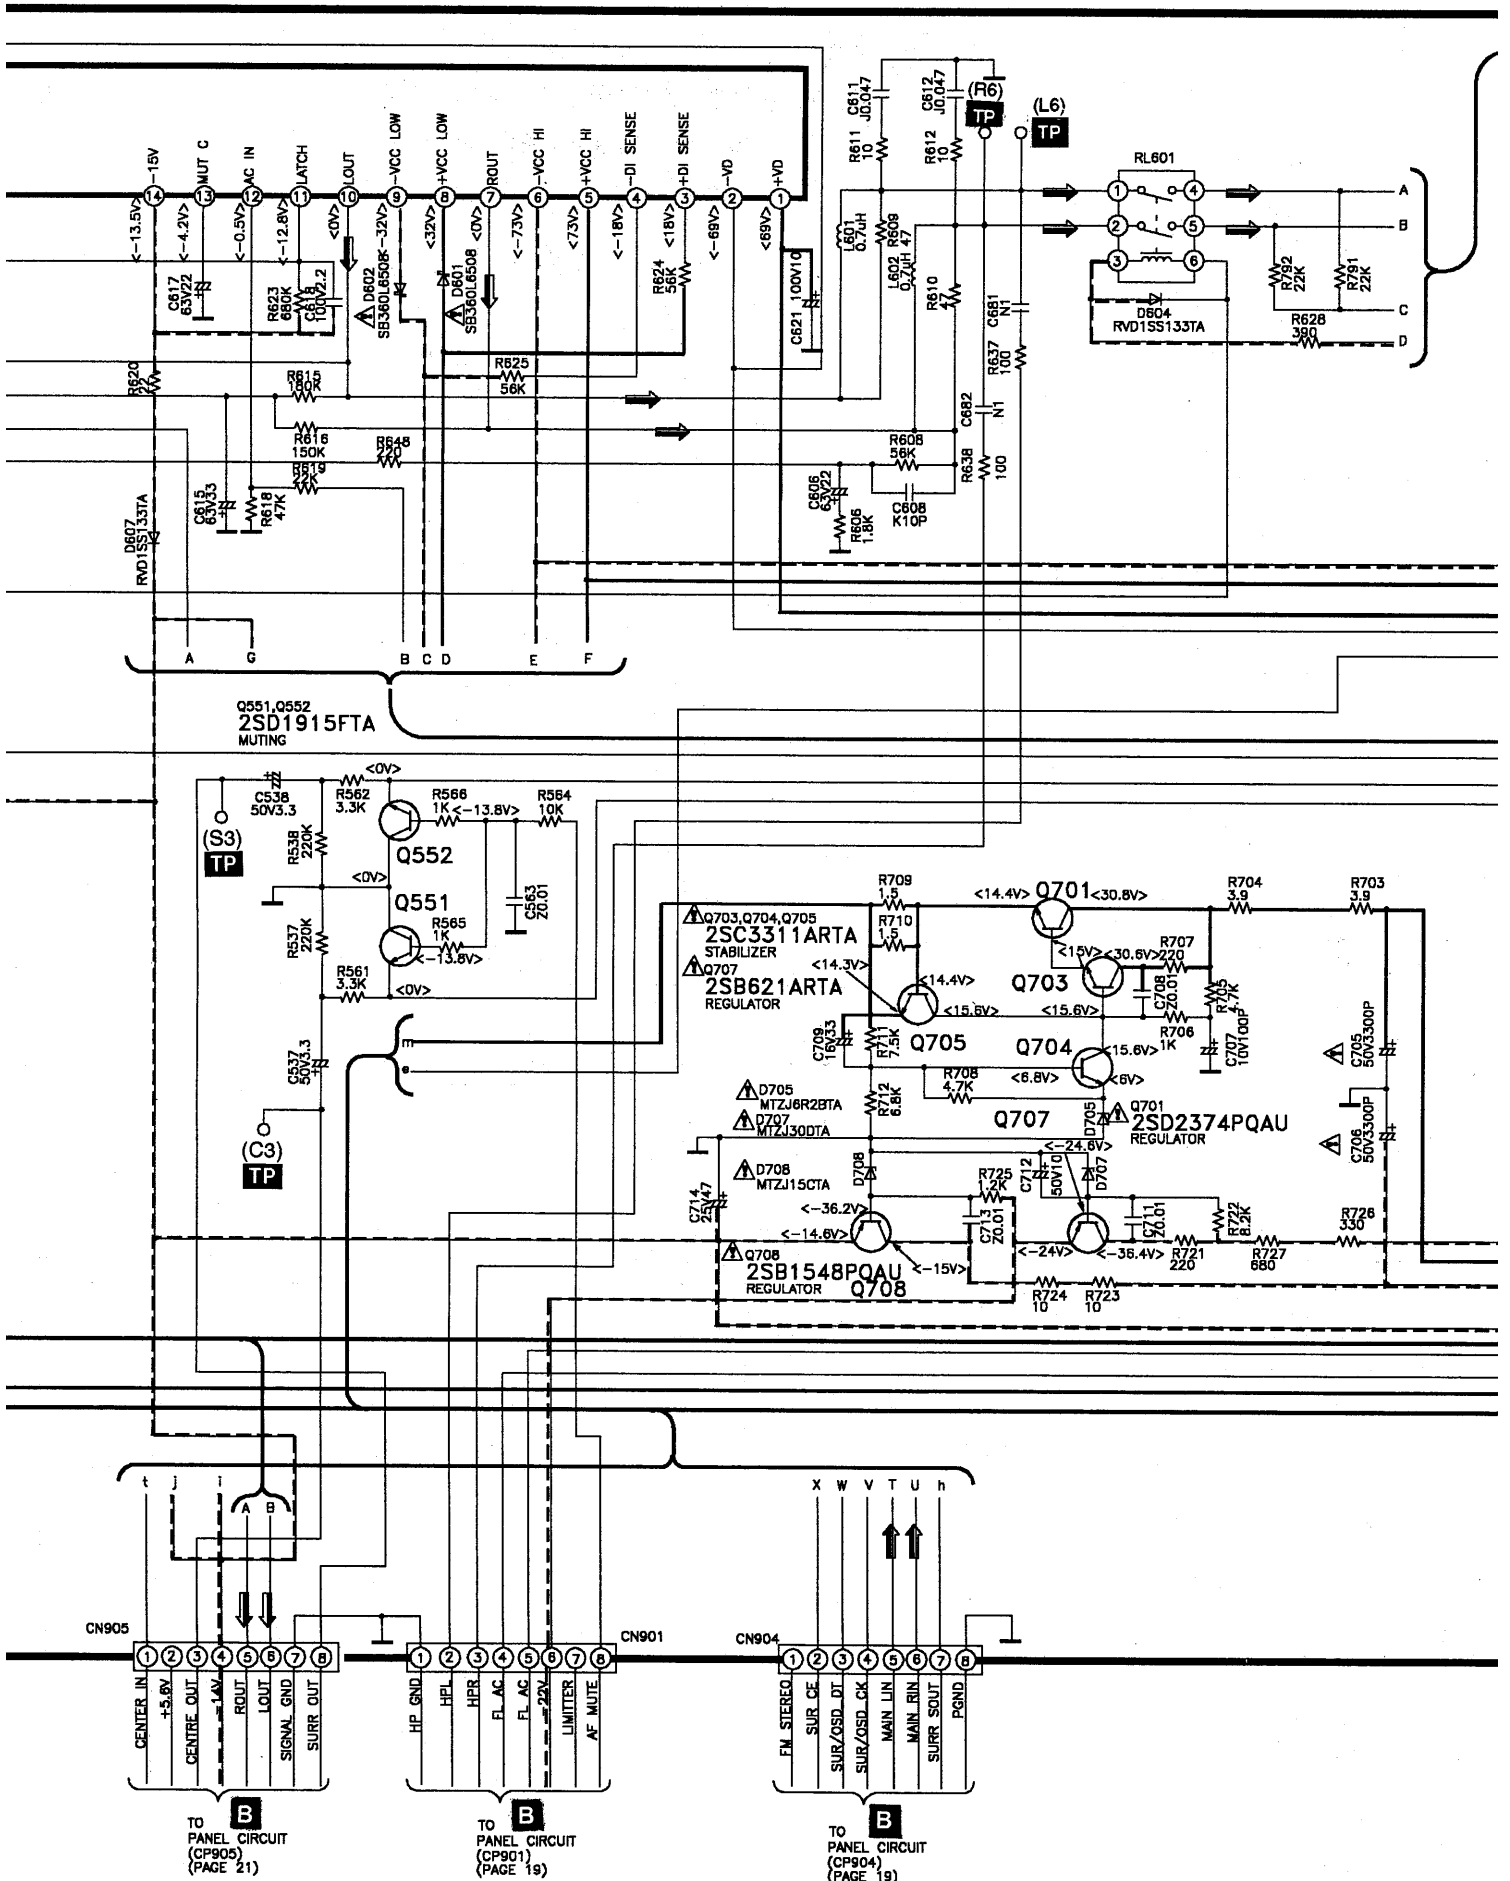 (R6)
TP
(L6)
TP
C611
J0.047
C612
J0.047
R611
10
R612
10
RL601
-15V
MUT C
AC IN
LATCH
LOUT
-VCC LOW
+VCC LOW
ROUT
-VCC HI
+VCC HI
-DI SENSE
+DI SENSE
-VD
+VD
14
13
12
11
10
9
8
7
6
5
4
3
2
1
<-13.5V>
<-4.2V>
<-0.5V>
<-12.8V>
<0V>
<-32V>
<32V>
<0V>
<-73V>
<73V>
<-18V>
<18V>
<-69V>
<69V>
1
4
2
5
3
6
A
B
C
D
C617
63V22
R623
680K
C618
100V2.2
D602
SB360L6508
D601
SB360L6508
R624
56K
C621 100V10
L601
0.7uH
R609
47
L602
0.7uH
R610
47
C681
N1
R637
100
D604
RVD1SS133TA
R792
22K
R791
22K
R628
390
R620
22
R615
180K
R625
56K
R616
150K
R648
220
R619
22K
C615
63V33
R618
47K
D607
RVD1SS133TA
R608
56K
C608
K10P
C606
63V22
R606
1.8K
C682
N1
R638
100
A
G
B
C
D
E
F
Q551,Q552
2SD1915FTA
MUTING
<0V>
C538
50V3.3
R562
3.3K
R566
1K
<-13.8V>
R564
10K
(S3)
TP
R538
220K
Q552
<0V>
Q551
C563
Z0.01
R537
220K
R565
1K
<-13.8V>
R561
3.3K
<0V>
C537
50V3.3
(C3)
TP
E
e
Q703,Q704,Q705
2SC3311ARTA
STABILIZER
Q707
2SB621ARTA
REGULATOR
R709
1.5
R710
1.5
<14.4V>
Q701
<30.8V>
R704
3.9
R703
3.9
<14.3V>
<14.4V>
<15V>
<30.6V>
R707
220
Q703
C708
Z0.01
R705
4.7K
<15.6V>
<15.6V>
R706
1K
C707
10V100P
C705
50V3300P
C709
16V33
R711
7.5K
Q705
Q704
<15.6V>
R708
4.7K
<6.8V>
<6V>
R712
6.8K
D705
MTZJ6R2BTA
D707
MTZJ30DTA
D708
MTZJ15CTA
Q707
D705
Q701
2SD2374PQAU
REGULATOR
C706
50V3300P
<-24.6V>
D708
R725
1.2K
C712
50V10
D707
C714
25V47
<-36.2V>
C713
Z0.01
C711
Z0.01
R722
8.2K
R726
330
<-14.6V>
<-24V>
<-36.4V>
R721
220
R727
680
Q708
2SB1548PQAU
REGULATOR
Q708
<-15V>
R724
10
R723
10
t
j
i
A
B
X
W
V
T
U
h
CN905
1
2
3
4
5
6
7
8
CENTER IN
+5.6V
CENTRE OUT
-14V
ROUT
LOUT
SIGNAL GND
SURR OUT
CN901
1
2
3
4
5
6
7
8
HP GND
HPL
HPR
FL AC
FL AC
-22V
LIMITTER
AF MUTE
CN904
1
2
3
4
5
6
7
8
FM STEREO
SUR CE
SUR/OSD DT
SUR/OSD CK
MAIN LIN
MAIN RIN
SURR SOUT
PGND
TO
B
PANEL CIRCUIT
(CP905)
(PAGE 21)
TO
B
PANEL CIRCUIT
(CP901)
(PAGE 19)
TO
B
PANEL CIRCUIT
(CP904)
(PAGE 19)